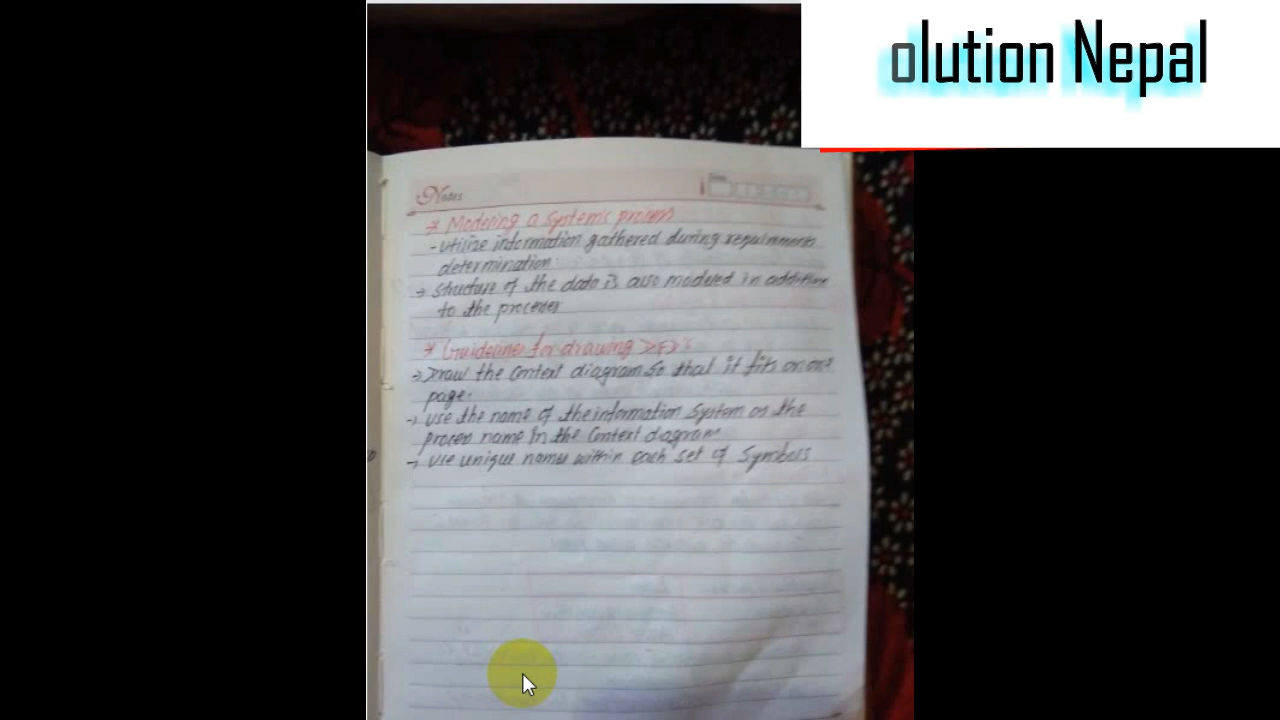 olution Nepal
Notes
Date:
* Modeling a system's process
- utilize information gathered during requirements
determination.
→ structure of the data is also modeled in addition
to the processes
* Guidelines for drawing DFD's
→ Draw the context diagram so that it fits on one
page.
→ use the name of the information system as the
process name in the context diagram
→ use unique names within each set of symbols